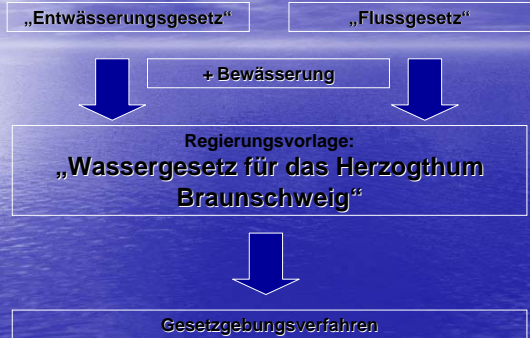 „Entwässerungsgesetz“
„Flussgesetz“
+ Bewässerung
Regierungsvorlage:
„Wassergesetz für das Herzogthum
Braunschweig“
Gesetzgebungsverfahren